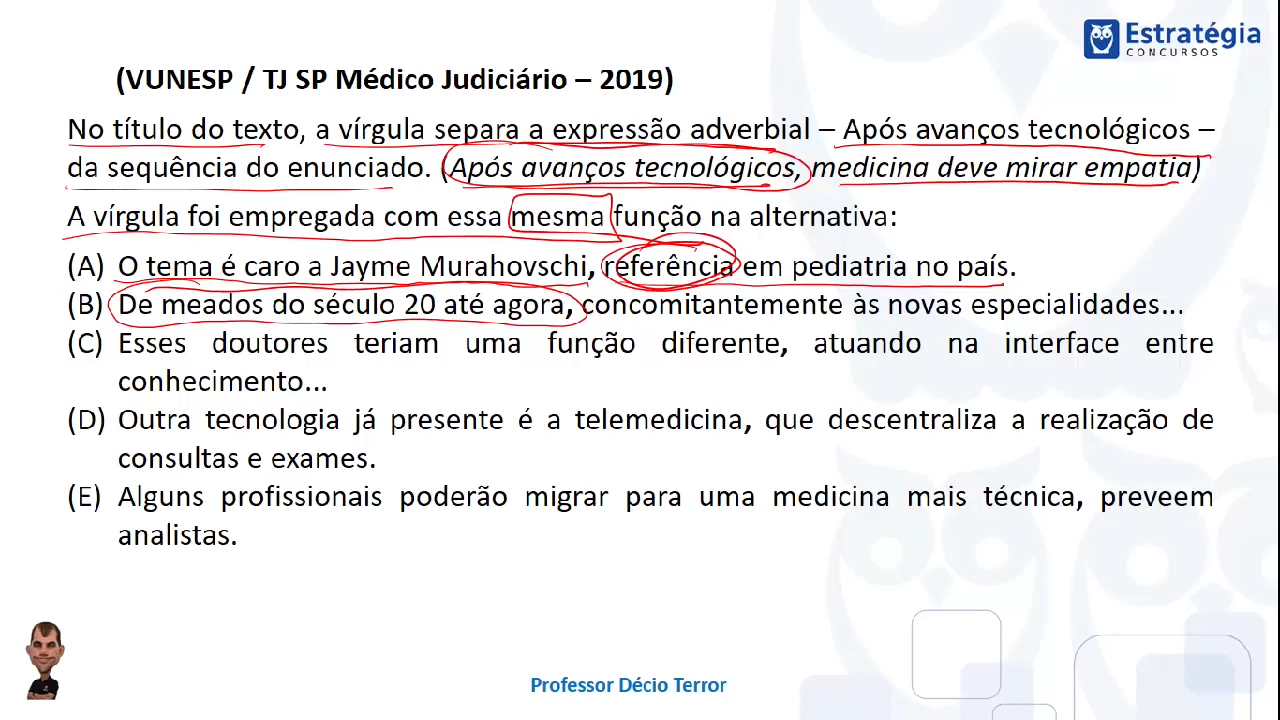 Estratégia
CONCURSOS
(VUNESP / TJ SP Médico Judiciário – 2019)
No título do texto, a vírgula separa a expressão adverbial – Após avanços tecnológicos –
da sequência do enunciado. (Após avanços tecnológicos, medicina deve mirar empatia)
A vírgula foi empregada com essa mesma função na alternativa:
(A) O tema é caro a Jayme Murahovschi, referência em pediatria no país.
(B) De meados do século 20 até agora, concomitantemente às novas especialidades...
(C) Esses doutores teriam uma função diferente, atuando na interface entre
conhecimento...
(D) Outra tecnologia já presente é a telemedicina, que descentraliza a realização de
consultas e exames.
(E) Alguns profissionais poderão migrar para uma medicina mais técnica, preveem
analistas.
Professor Décio Terror